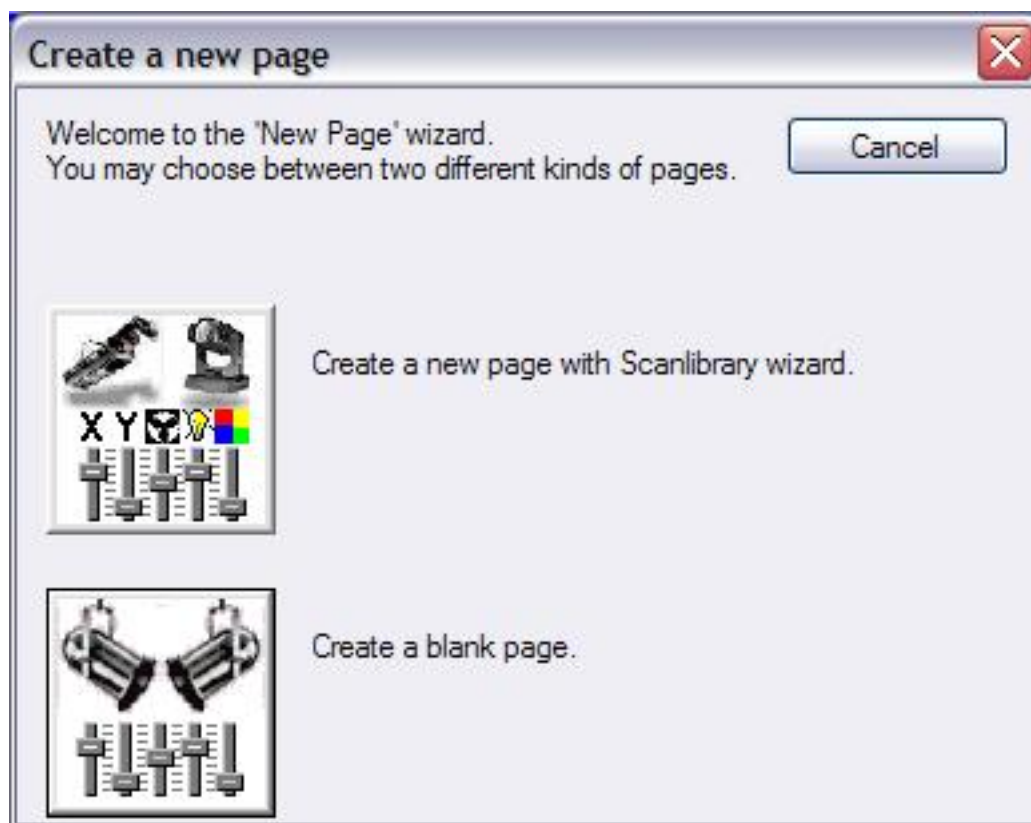 Create a new page
Welcome to the 'New Page' wizard.
Cancel
You may choose between two different kinds of pages.
Create a new page with Scanlibrary wizard.
X Y
Create a blank page.